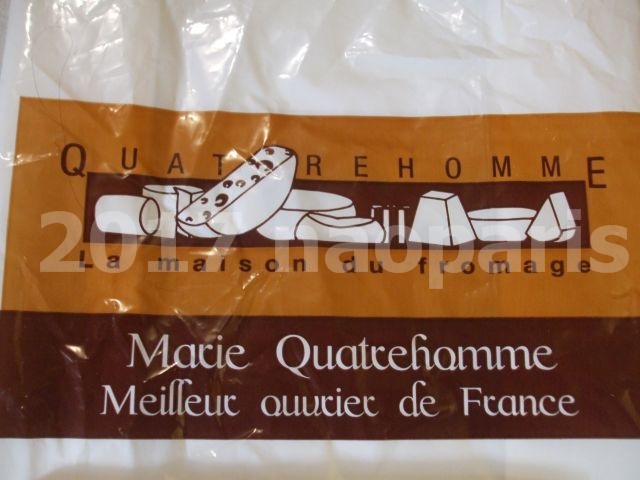 QUATREHOMME
2017 naoparis
La maison du fromage
Marie Quatrehomme
Meilleur ouvrier de France